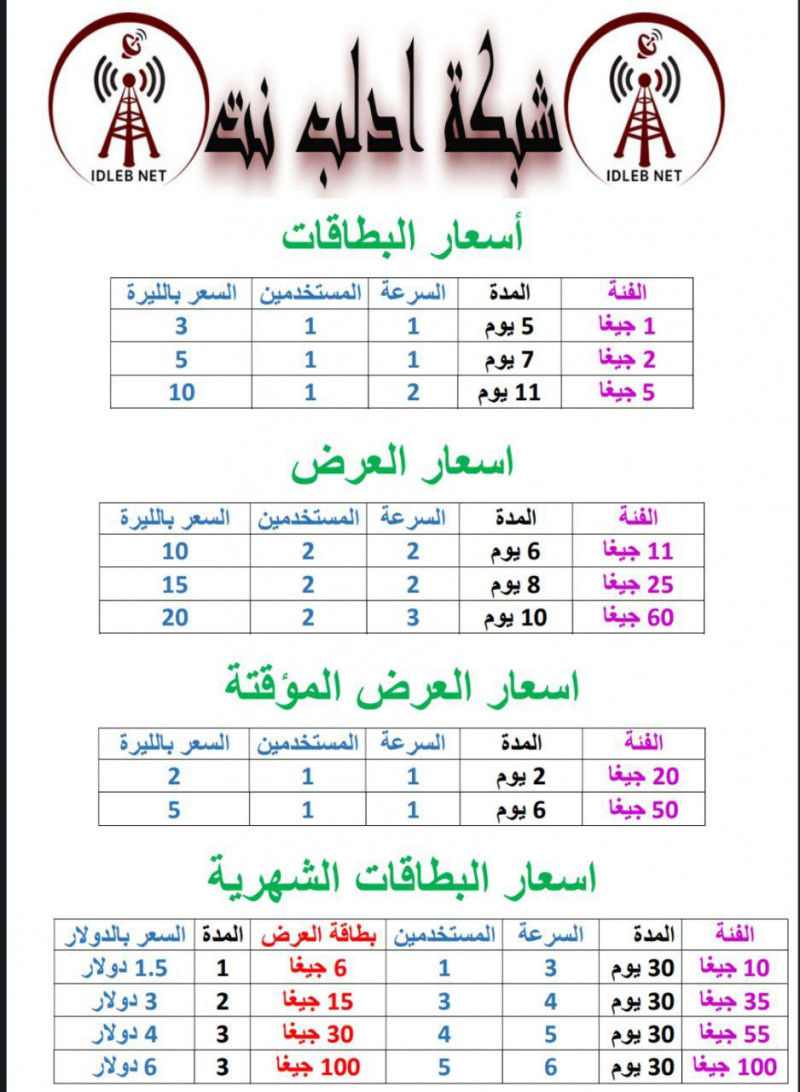 IDLEB NET
شبكة ادلب نت
IDLEB NET
أسعار البطاقات
الفئة المدة السرعة المستخدمين السعر بالليرة
1 جيغا 5 يوم 1 1 3
2 جيغا 7 يوم 1 1 5
5 جيغا 11 يوم 2 1 10
اسعار العرض
الفئة المدة السرعة المستخدمين السعر بالليرة
11 جيغا 6 يوم 2 2 10
25 جيغا 8 يوم 2 2 15
60 جيغا 10 يوم 3 2 20
اسعار العرض المؤقتة
الفئة المدة السرعة المستخدمين السعر بالليرة
20 جيغا 2 يوم 1 1 2
50 جيغا 6 يوم 1 1 5
اسعار البطاقات الشهرية
الفئة المدة السرعة المستخدمين بطاقة العرض المدة السعر بالدولار
10 جيغا 30 يوم 3 1 6 جيغا 1 1.5 دولار
35 جيغا 30 يوم 4 3 15 جيغا 2 3 دولار
55 جيغا 30 يوم 5 4 30 جيغا 3 4 دولار
100 جيغا 30 يوم 6 5 100 جيغا 3 6 دولار